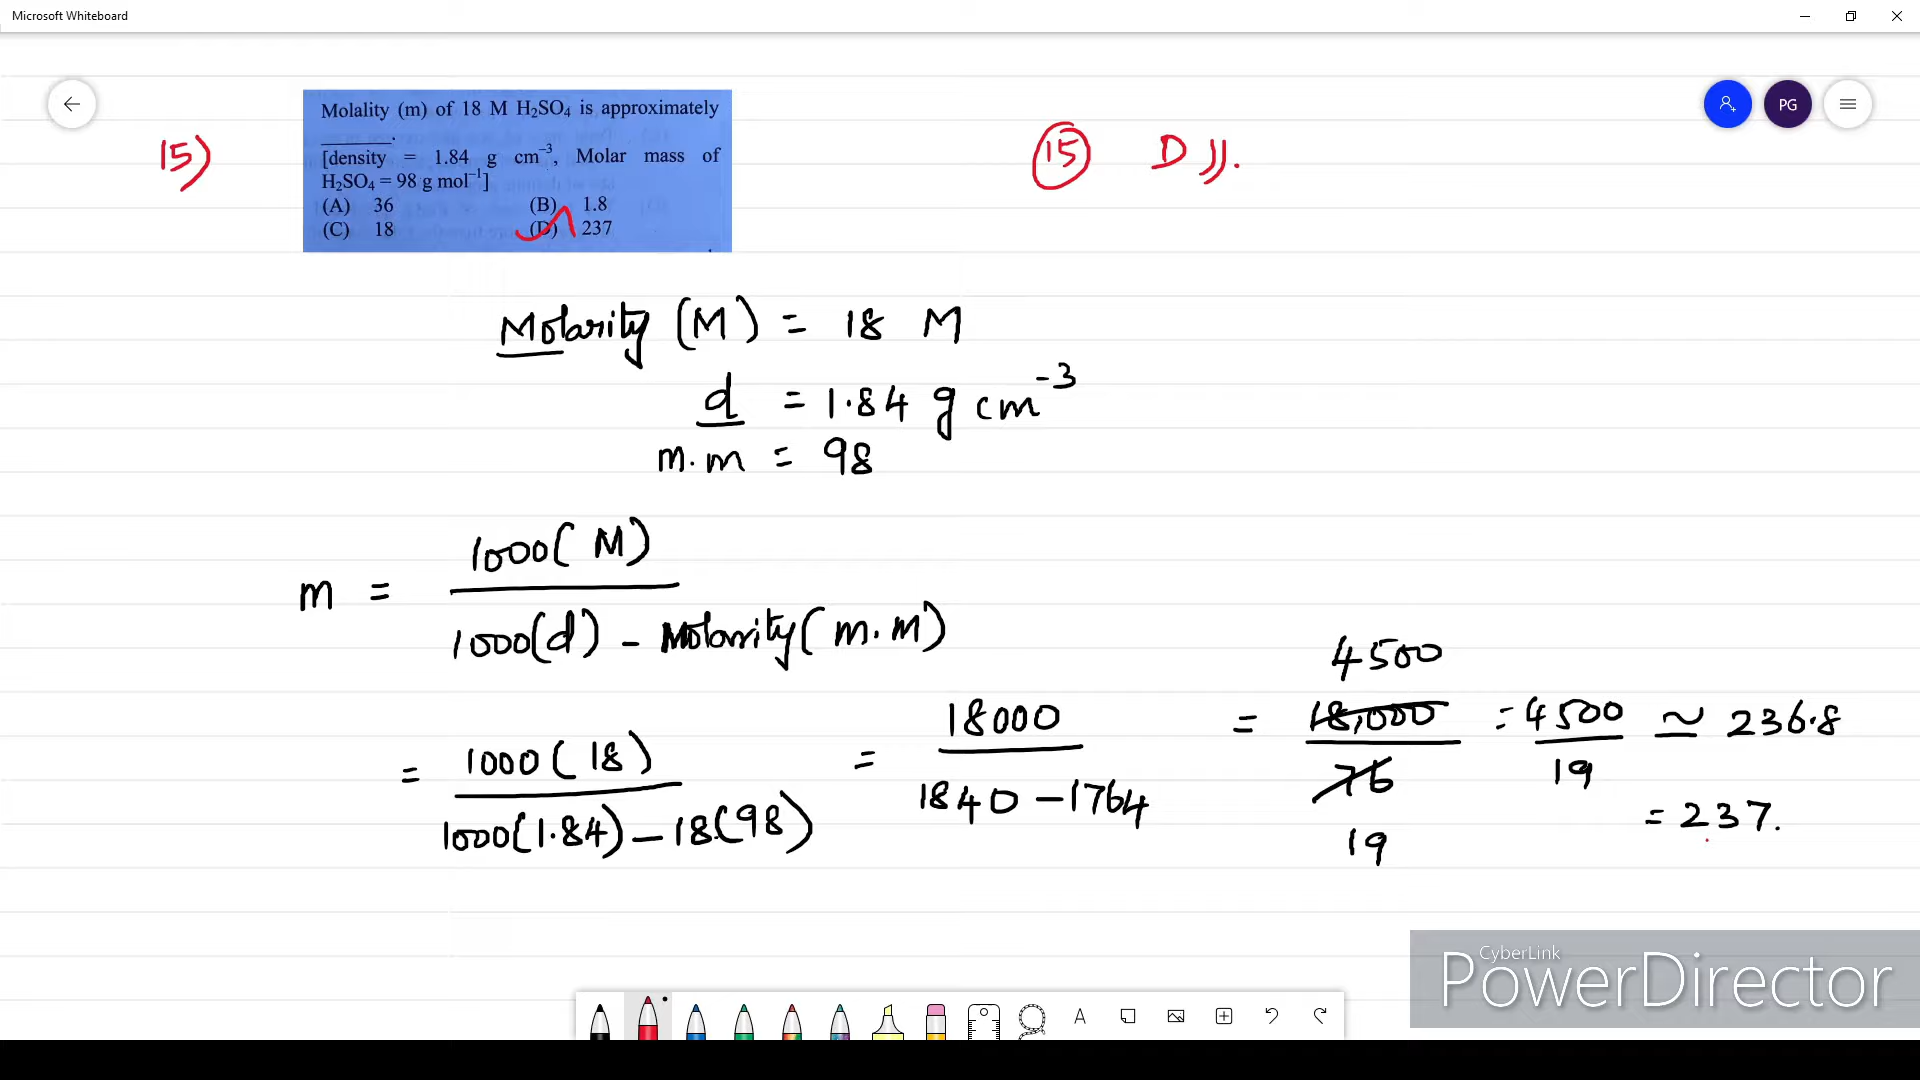 Microsoft Whiteboard
PG
15)
Molality (m) of 18 M H₂SO₄ is approximately
______.
[density = 1.84 g cm⁻³, Molar mass of
H₂SO₄ = 98 g mol⁻¹]
(A) 36 (B) 1.8
(C) 18 (D) 237
15 D //.
Molarity (M) = 18 M
d = 1.84 g cm⁻³
m.m = 98
m = 1000( M) / 1000(d) – Molarity( m.M)
= 1000( 18) / 1000(1.84) – 18(98) = 18000 / 1840 – 1764 = 18,000 / 76 = 4500 / 19 ≃ 236.8
4500
19
= 237.
CyberLink
PowerDirector
A